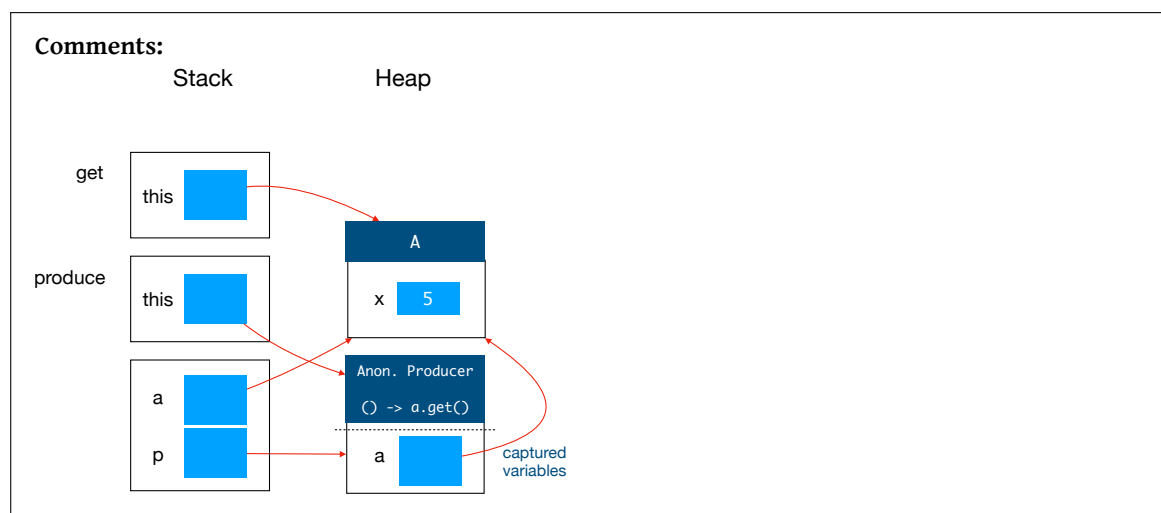 Comments:
Stack Heap
get
this
A
produce
this
x 5
Anon. Producer
() -> a.get()
a
p
a
captured
variables